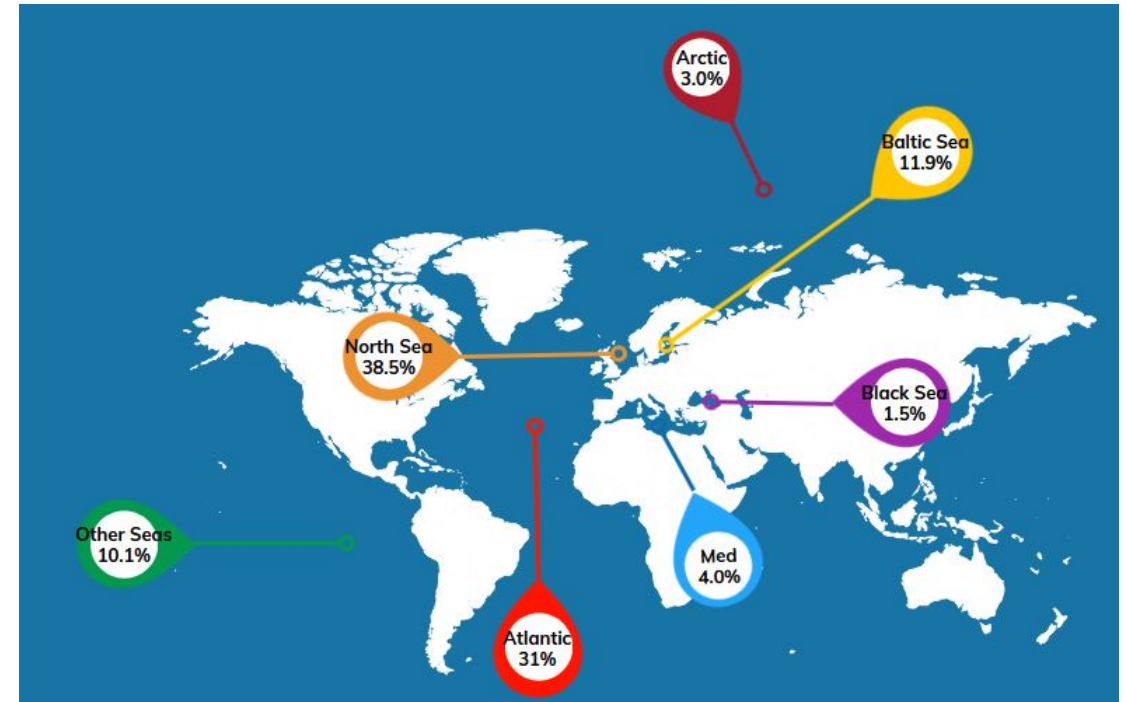 Arctic
3.0%
Baltic Sea
11.9%
North Sea
38.5%
Black Sea
1.5%
Other Seas
10.1%
Med
4.0%
Atlantic
31%